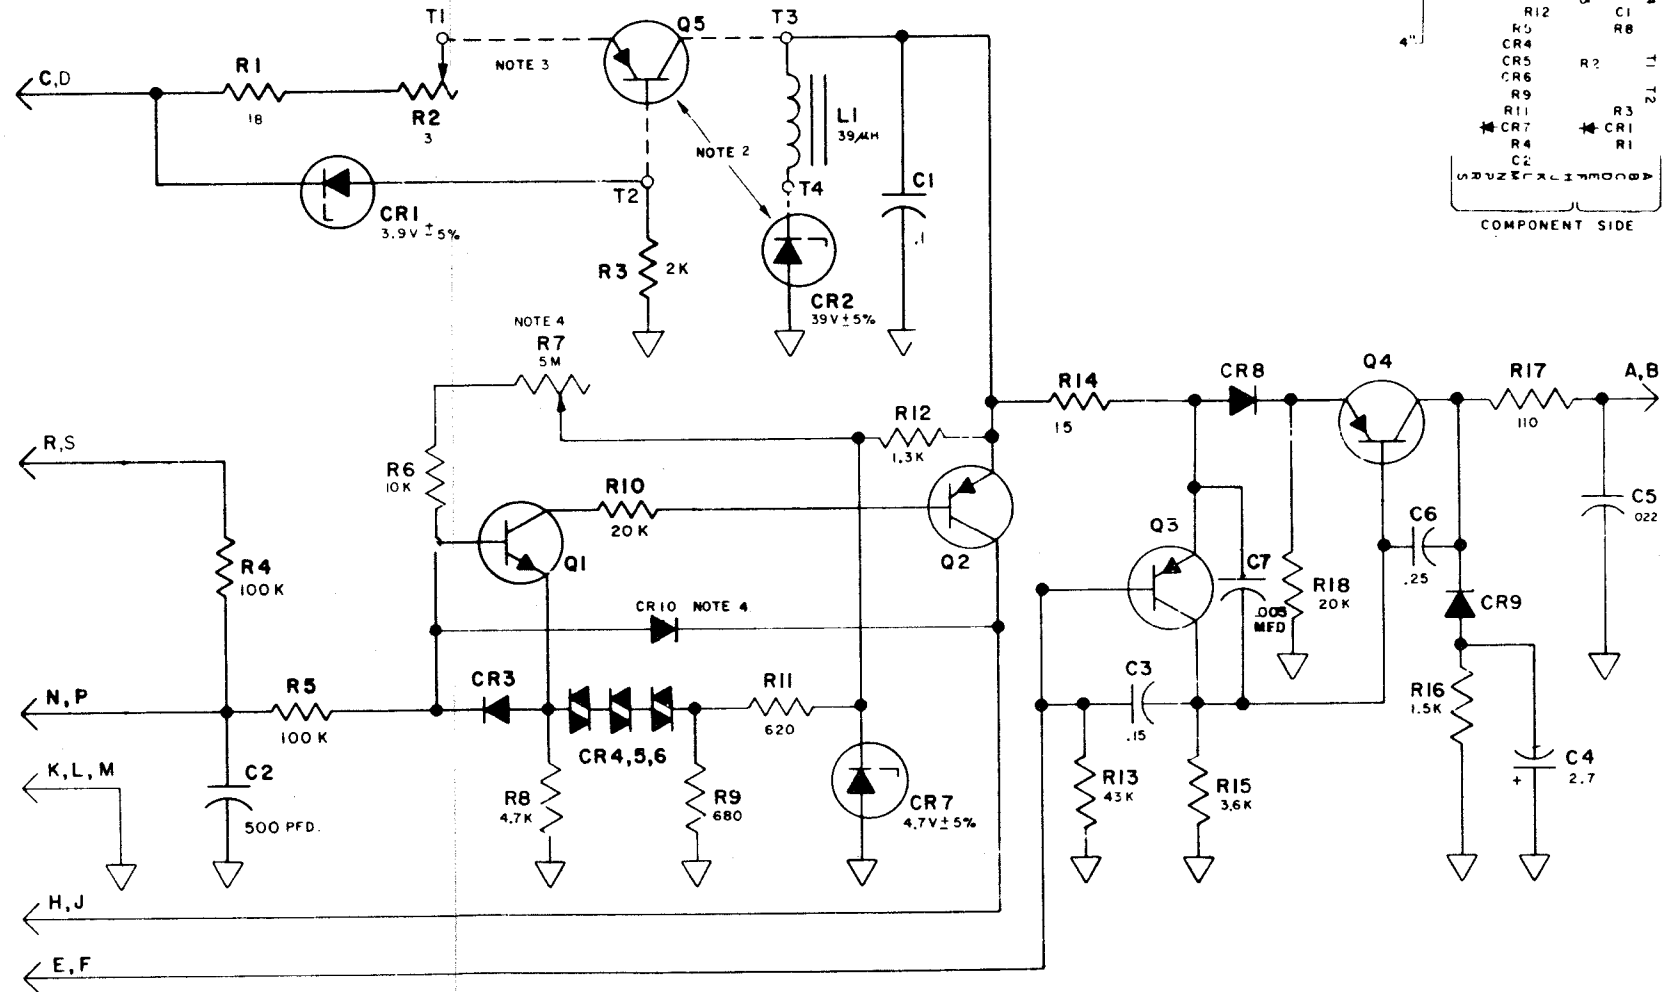 T1
Q5
T3
NOTE 3
C,D
R1
18
R2
3
L1
39µH
NOTE 2
T2
T4
C1
.1
L
CR1
3.9V ±5%
R3
2K
CR2
39V±5%
NOTE 4
R7
5M
R14
15
CR8
Q4
R17
110
A,B
R12
1.3K
R,S
R6
10K
R10
20K
Q1
Q2
Q3
C7
.005
MFD
R18
20K
C6
.25
CR9
C5
022
R4
100K
CR10 NOTE 4
N,P
R5
100K
CR3
CR4,5,6
R11
620
C3
.15
R16
1.5K
K,L,M
C2
500 PFD.
R8
4.7K
R9
680
CR7
4.7V±5%
R13
43K
R15
3.6K
C4
+
2.7
H,J
E,F
4"
R12
C1
R5
R8
CR4
CR5
R2
T1
CR6
R9
T2
R11
R3
CR7
CR1
R4
R1
C2
S R P N M L K J H F E D C B A
COMPONENT SIDE